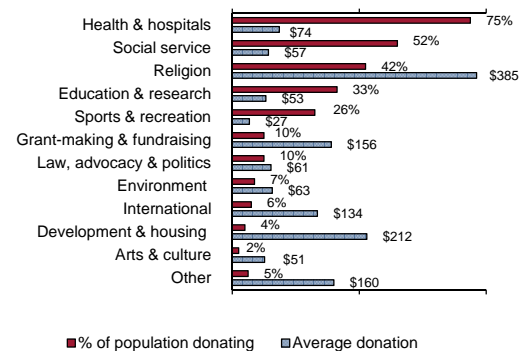 Health & hospitals 75%
$74
Social service 52%
$57
Religion 42%
$385
Education & research 33%
$53
Sports & recreation 26%
$27
Grant-making & fundraising 10%
$156
Law, advocacy & politics 10%
$61
Environment 7%
$63
International 6%
$134
Development & housing 4%
$212
Arts & culture 2%
$51
Other 5%
$160
% of population donating Average donation